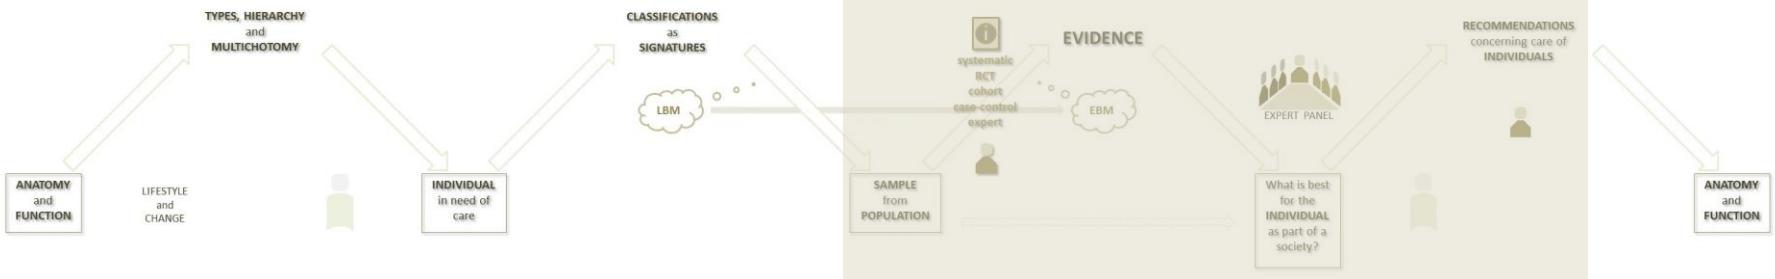 TYPES, HIERARCHY
and
MULTICHOTOMY
CLASSIFICATIONS
as
SIGNATURES
LBM
i
systematic
RCT
cohort
case-control
expert
EVIDENCE
EBM
EXPERT PANEL
RECOMMENDATIONS
concerning care of
INDIVIDUALS
ANATOMY
and
FUNCTION
LIFESTYLE
and
CHANGE
INDIVIDUAL
in need of
care
SAMPLE
from
POPULATION
What is best
for the
INDIVIDUAL
as part of a
society?
ANATOMY
and
FUNCTION